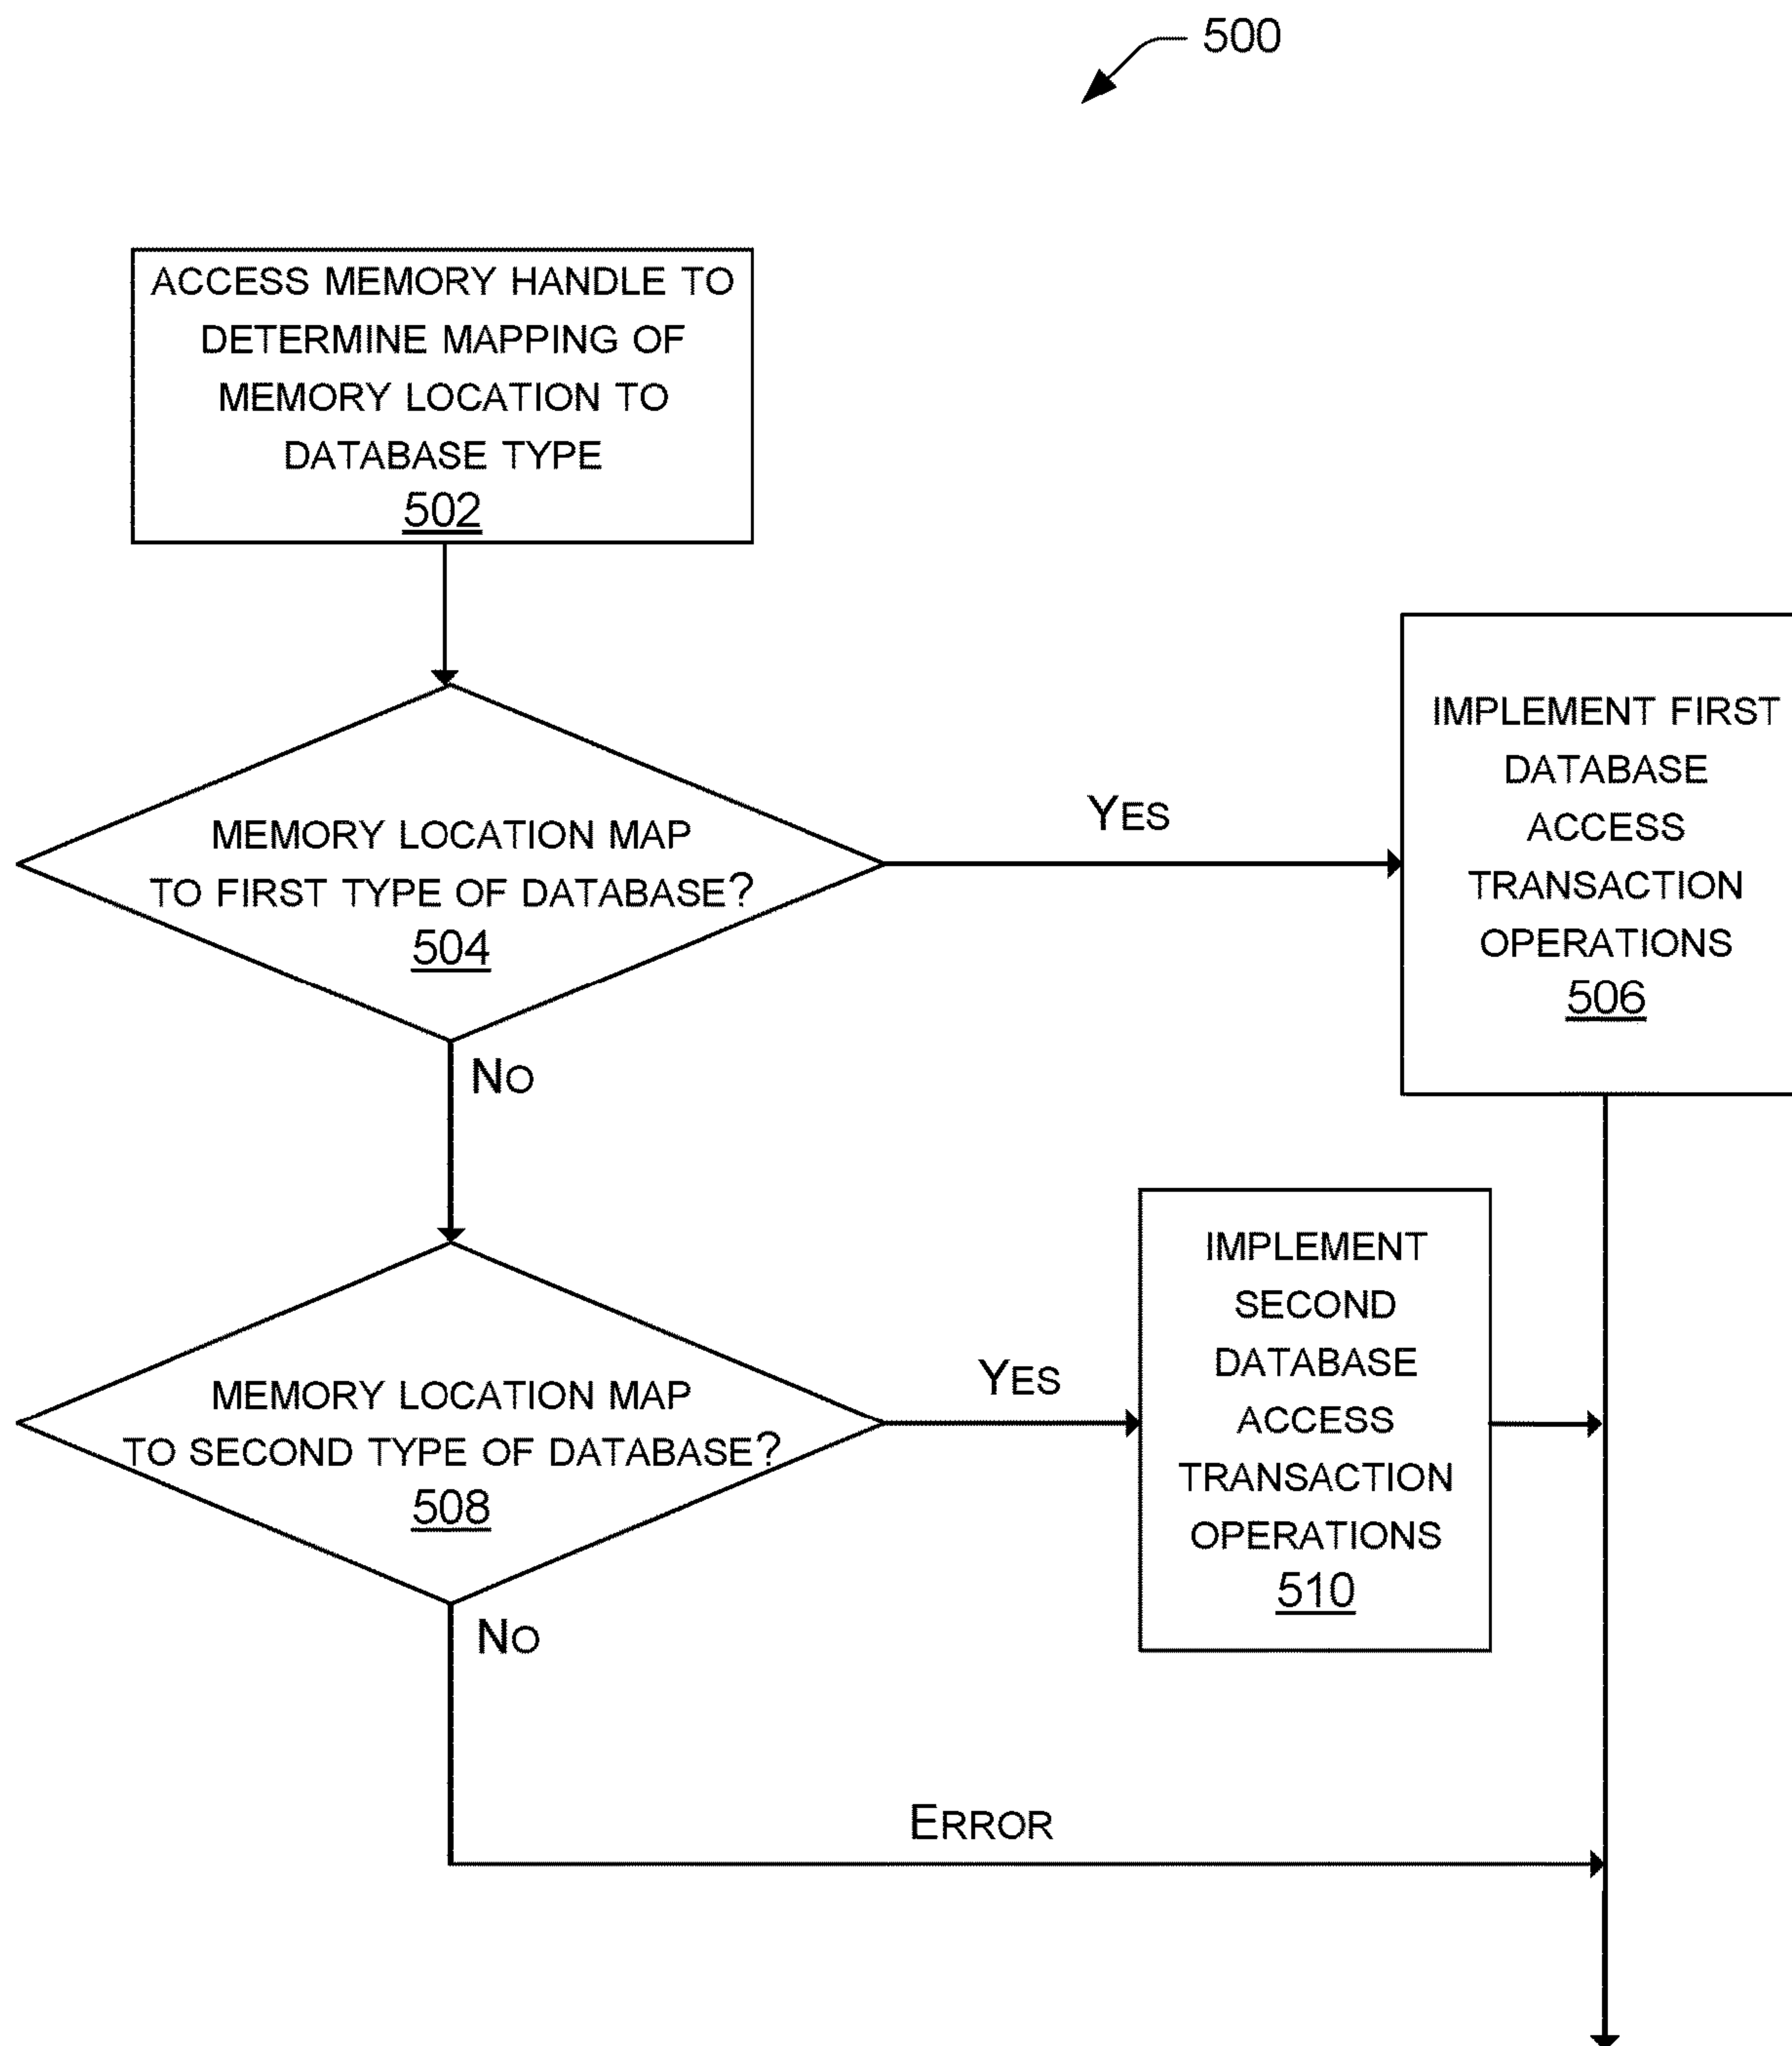 500
ACCESS MEMORY HANDLE TO
DETERMINE MAPPING OF
MEMORY LOCATION TO
DATABASE TYPE
502
MEMORY LOCATION MAP
TO FIRST TYPE OF DATABASE?
504
YES
IMPLEMENT FIRST
DATABASE
ACCESS
TRANSACTION
OPERATIONS
506
NO
MEMORY LOCATION MAP
TO SECOND TYPE OF DATABASE?
508
YES
IMPLEMENT
SECOND
DATABASE
ACCESS
TRANSACTION
OPERATIONS
510
NO
ERROR